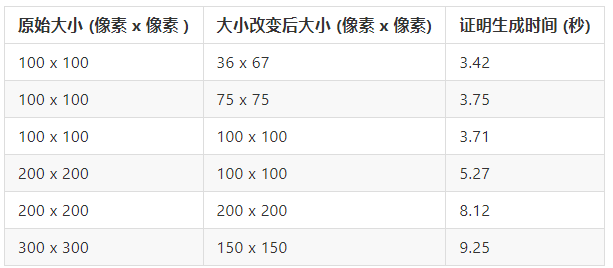 原始大小 (像素 x 像素 ) 大小改变后大小 (像素 x 像素) 证明生成时间 (秒)
100 x 100 36 x 67 3.42
100 x 100 75 x 75 3.75
100 x 100 100 x 100 3.71
200 x 200 100 x 100 5.27
200 x 200 200 x 200 8.12
300 x 300 150 x 150 9.25